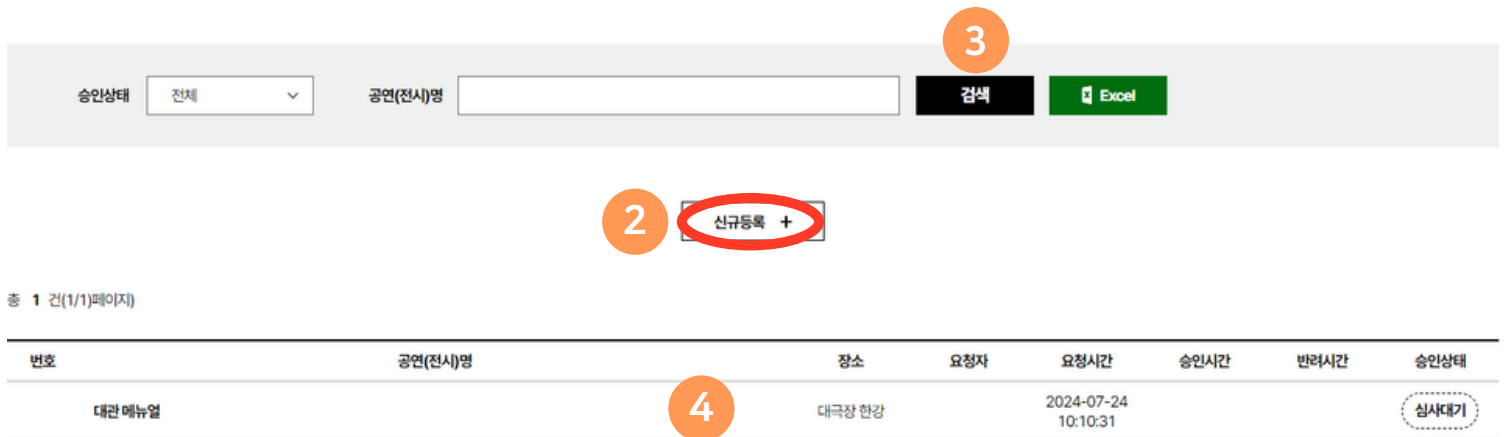 3
승인상태 전체 공연(전시)명 검색 Excel
2 신규등록 +
총 1 건(1/1)페이지)
번호 공연(전시)명 장소 요청자 요청시간 승인시간 반려시간 승인상태
대관 메뉴얼 4 대극장 한강 2024-07-24 심사대기
10:10:31